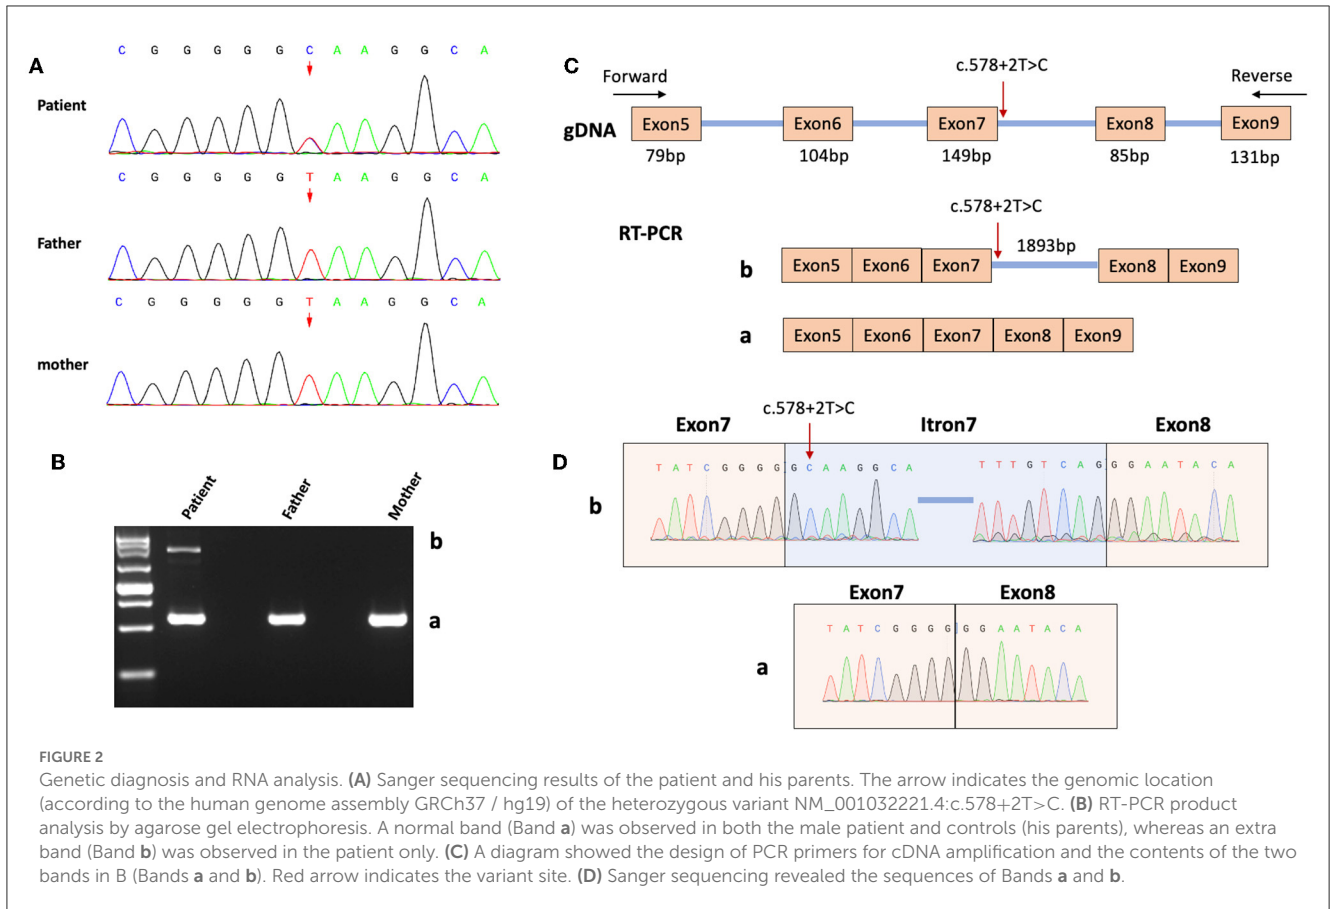 A
C G G G G G C A A G G C A
Patient
C G G G G G T A A G G C A
Father
C G G G G G T A A G G C A
mother
B
Patient Father Mother
b
a
C
c.578+2T>C
Forward Reverse
gDNA Exon5 Exon6 Exon7 Exon8 Exon9
79bp 104bp 149bp 85bp 131bp
c.578+2T>C
RT-PCR
1893bp
b Exon5 Exon6 Exon7 Exon8 Exon9
a Exon5 Exon6 Exon7 Exon8 Exon9
c.578+2T>C
Exon7 Itron7 Exon8
D
T A T C G G G G G C A A G G C A T T T G T C A G G G A A T A C A
b
Exon7 Exon8
T A T C G G G G G G A A T A C A
a
FIGURE 2
Genetic diagnosis and RNA analysis. (A) Sanger sequencing results of the patient and his parents. The arrow indicates the genomic location
(according to the human genome assembly GRCh37 / hg19) of the heterozygous variant NM_001032221.4:c.578+2T>C. (B) RT-PCR product
analysis by agarose gel electrophoresis. A normal band (Band a) was observed in both the male patient and controls (his parents), whereas an extra
band (Band b) was observed in the patient only. (C) A diagram showed the design of PCR primers for cDNA amplification and the contents of the two
bands in B (Bands a and b). Red arrow indicates the variant site. (D) Sanger sequencing revealed the sequences of Bands a and b.